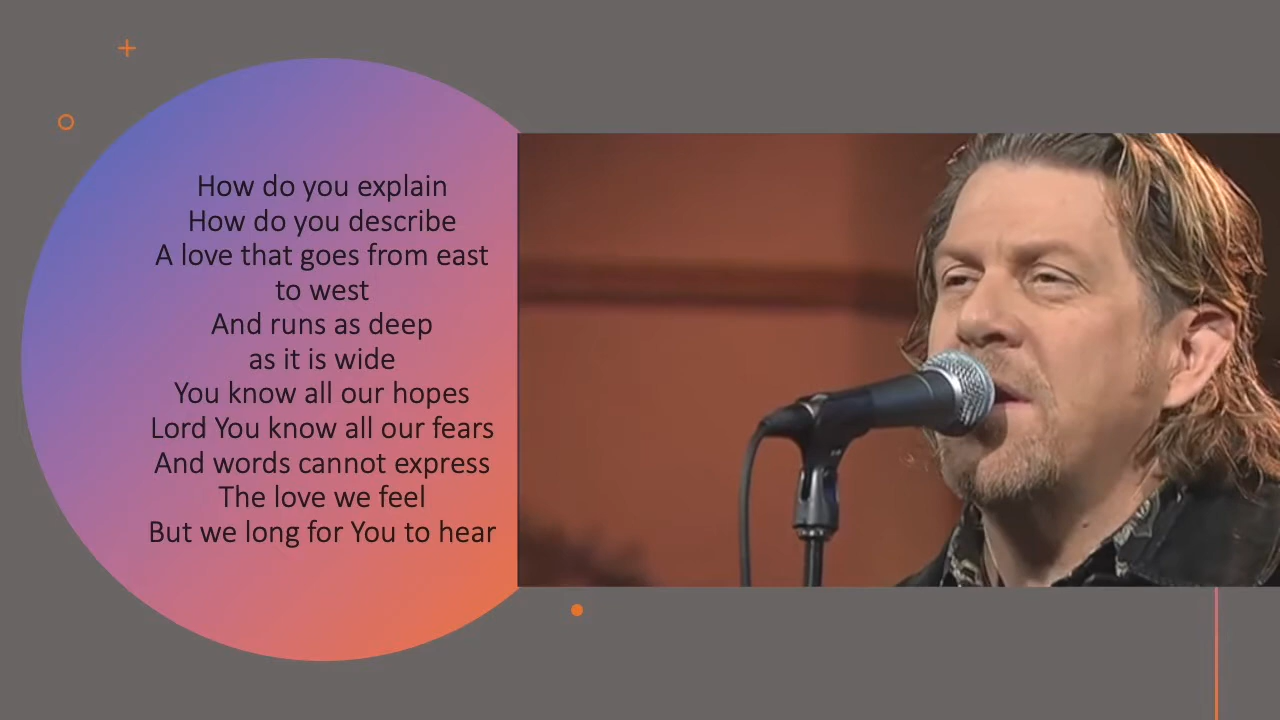 How do you explain
How do you describe
A love that goes from east
to west
And runs as deep
as it is wide
You know all our hopes
Lord You know all our fears
And words cannot express
The love we feel
But we long for You to hear